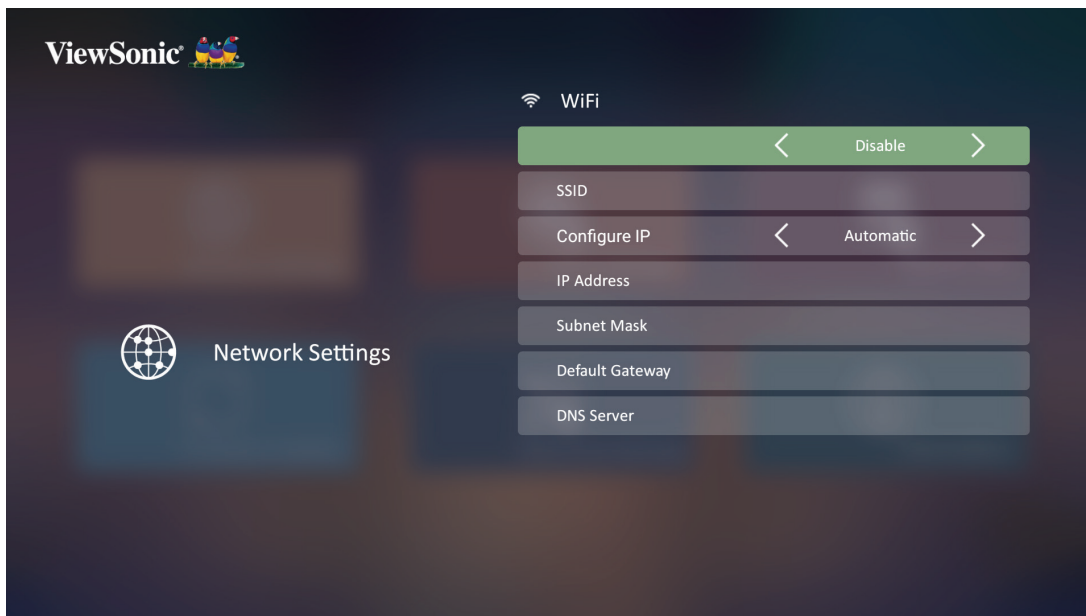 ViewSonic®
WiFi
Disable
SSID
Configure IP Automatic
IP Address
Subnet Mask
Network Settings
Default Gateway
DNS Server